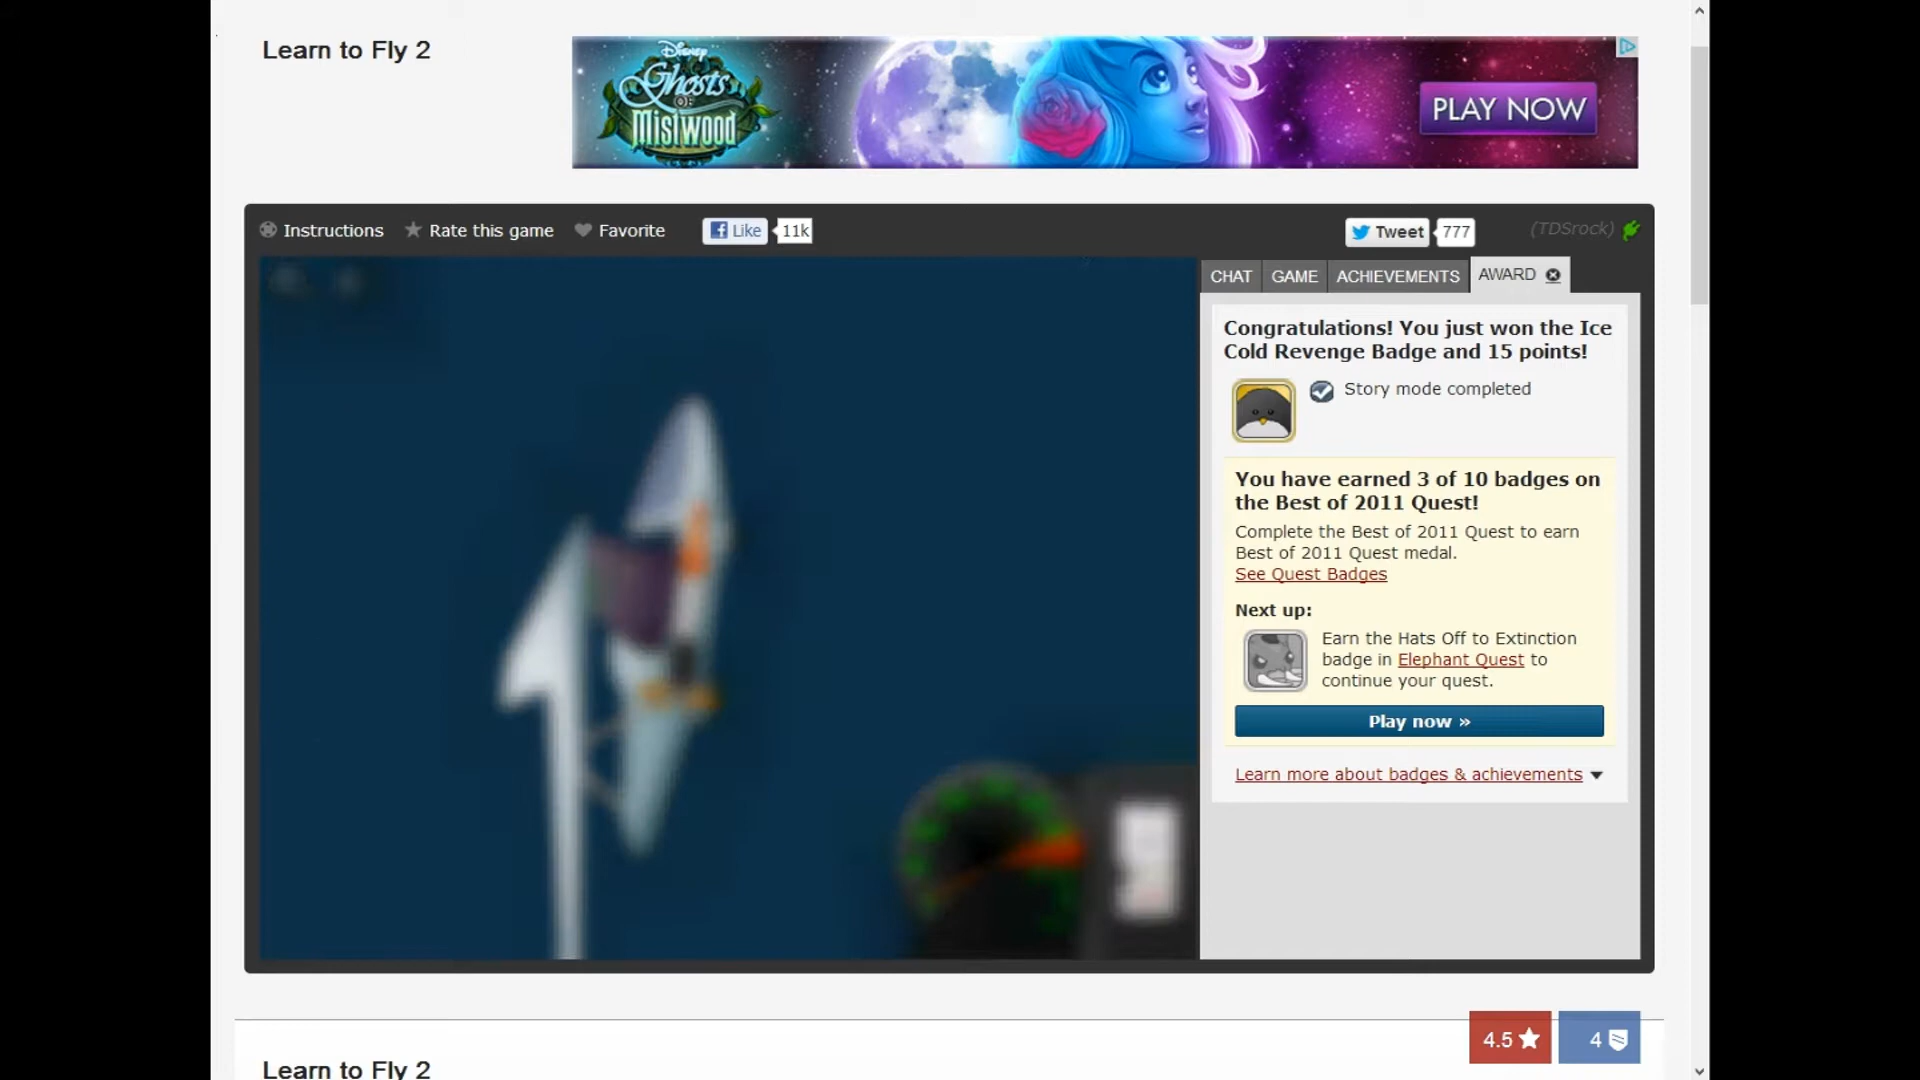 Learn to Fly 2
Disney
Ghosts
OF
Mistwood
PLAY NOW
Instructions
Rate this game
Favorite
Like
11k
Tweet
777
(TDSrock)
CHAT
GAME
ACHIEVEMENTS
AWARD
Congratulations! You just won the Ice
Cold Revenge Badge and 15 points!
Story mode completed
You have earned 3 of 10 badges on
the Best of 2011 Quest!
Complete the Best of 2011 Quest to earn
Best of 2011 Quest medal.
See Quest Badges
Next up:
Earn the Hats Off to Extinction
badge in Elephant Quest to
continue your quest.
Play now »
Learn more about badges & achievements
4.5
4
Learn to Fly 2